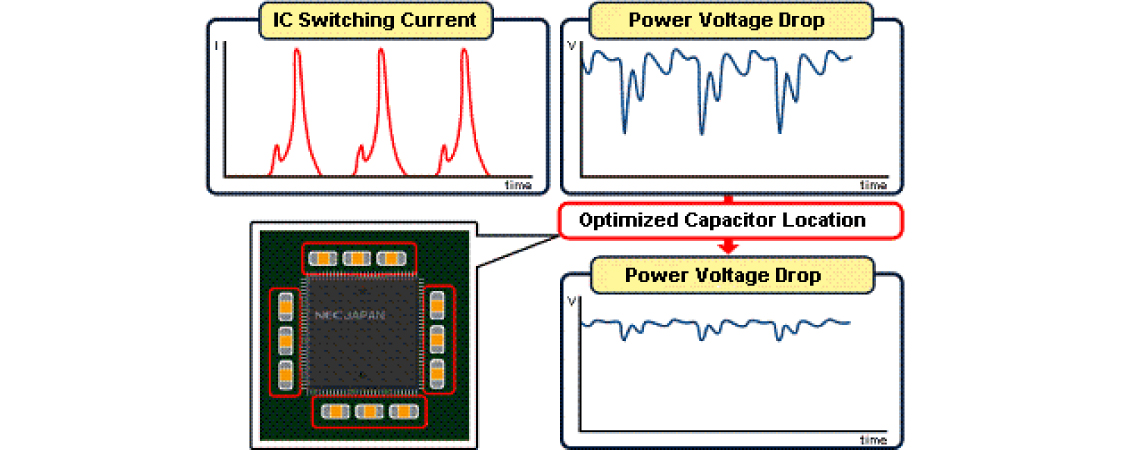 IC Switching Current
I
time
Power Voltage Drop
V
time
Optimized Capacitor Location
NEC JAPAN
Power Voltage Drop
V
time